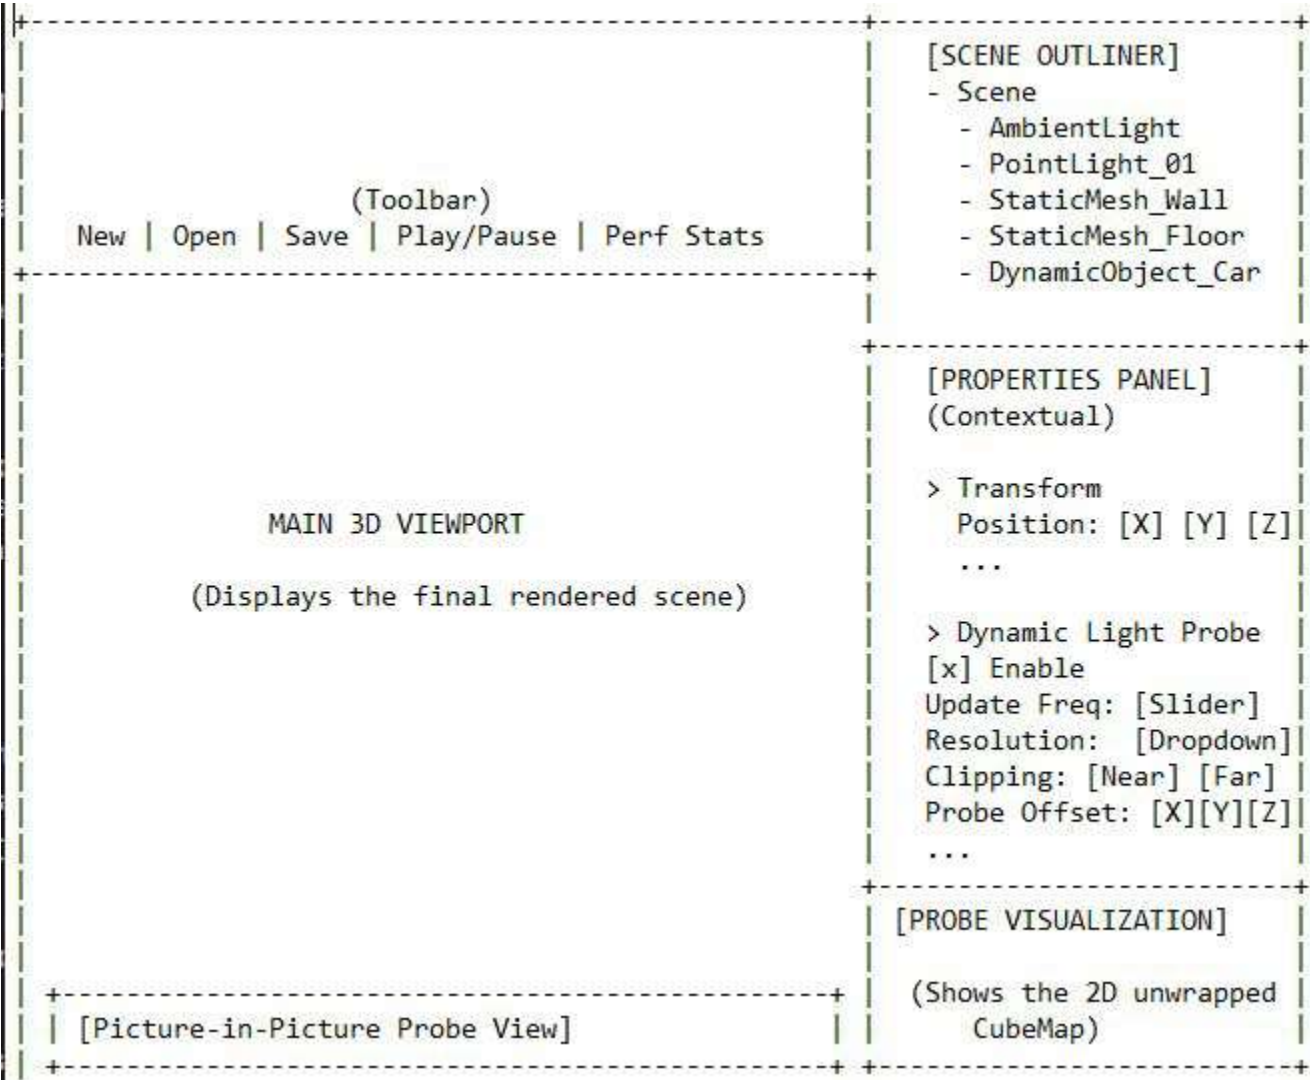 (Toolbar)
New | Open | Save | Play/Pause | Perf Stats
MAIN 3D VIEWPORT
(Displays the final rendered scene)
[Picture-in-Picture Probe View]
[SCENE OUTLINER]
- Scene
- AmbientLight
- PointLight_01
- StaticMesh_Wall
- StaticMesh_Floor
- DynamicObject_Car
[PROPERTIES PANEL]
(Contextual)
> Transform
Position: [X] [Y] [Z]
...
> Dynamic Light Probe
[x] Enable
Update Freq: [Slider]
Resolution: [Dropdown]
Clipping: [Near] [Far]
Probe Offset: [X][Y][Z]
...
[PROBE VISUALIZATION]
(Shows the 2D unwrapped
CubeMap)